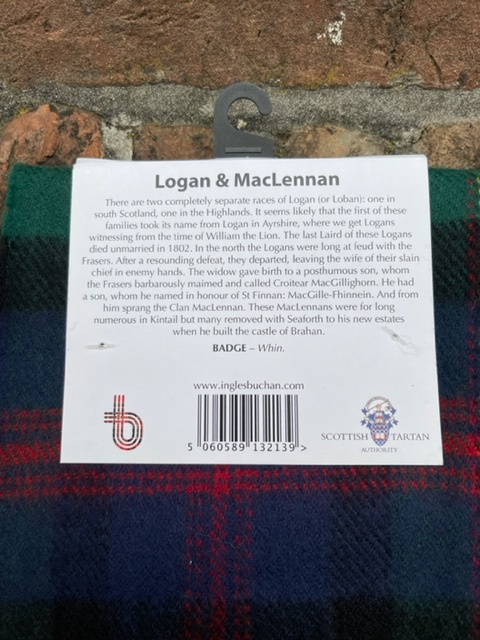 Logan & MacLennan
There are two completely separate races of Logan (or Loban): one in
south Scotland, one in the Highlands. It seems likely that the first of these
families took its name from Logan in Ayrshire, where we get Logans
witnessing from the time of William the Lion. The last Laird of these Logans
died unmarried in 1802. In the north the Logans were long at feud with the
Frasers. After a resounding defeat, they departed, leaving the wife of their slain
chief in enemy hands. The widow gave birth to a posthumous son, whom
the Frasers barbarously maimed and called Croitear MacGillighorn. He had
a son, whom he named in honour of St Finnan: MacGille-Fhinnein. And from
him sprang the Clan MacLennan. These MacLennans were for long
numerous in Kintail but many removed with Seaforth to his new estates
when he built the castle of Brahan.
BADGE – Whin.
www.inglesbuchan.com
5 060589 132139 >
SCOTTISH TARTAN
AUTHORITY